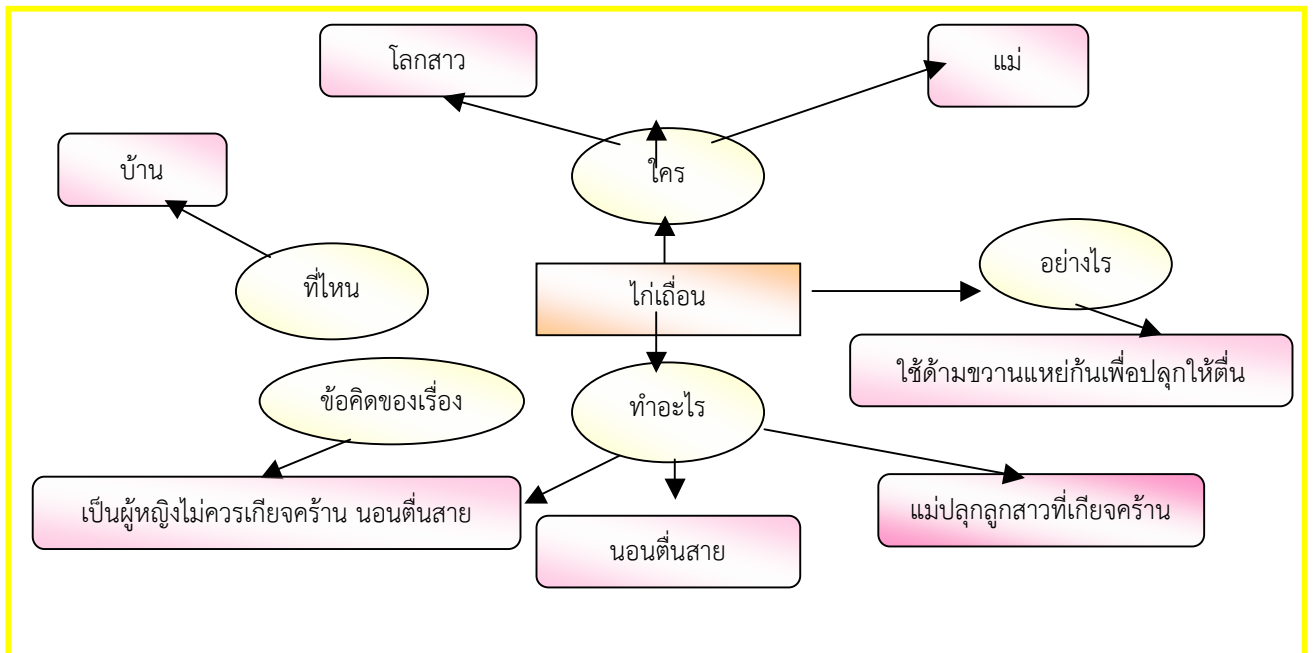 โลกสาว
แม่
บ้าน
ใคร
ที่ไหน
ไก่เถื่อน
อย่างไร
ใช้ด้ามขวานแหย่ก้นเพื่อปลุกให้ตื่น
ข้อคิดของเรื่อง
ทำอะไร
เป็นผู้หญิงไม่ควรเกียจคร้าน นอนตื่นสาย
นอนตื่นสาย
แม่ปลุกลูกสาวที่เกียจคร้าน